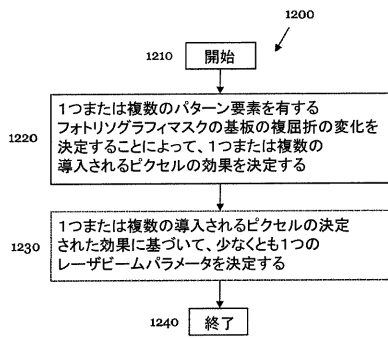 1200
1210
開始
1220
1つまたは複数のパターン要素を有する
フォトリソグラフィマスクの基板の複屈折の変化を
決定することによって、1つまたは複数の
導入されるピクセルの効果を決定する
1230
1つまたは複数の導入されるピクセルの決定
された効果に基づいて、少なくとも1つの
レーザビームパラメータを決定する
1240
終了